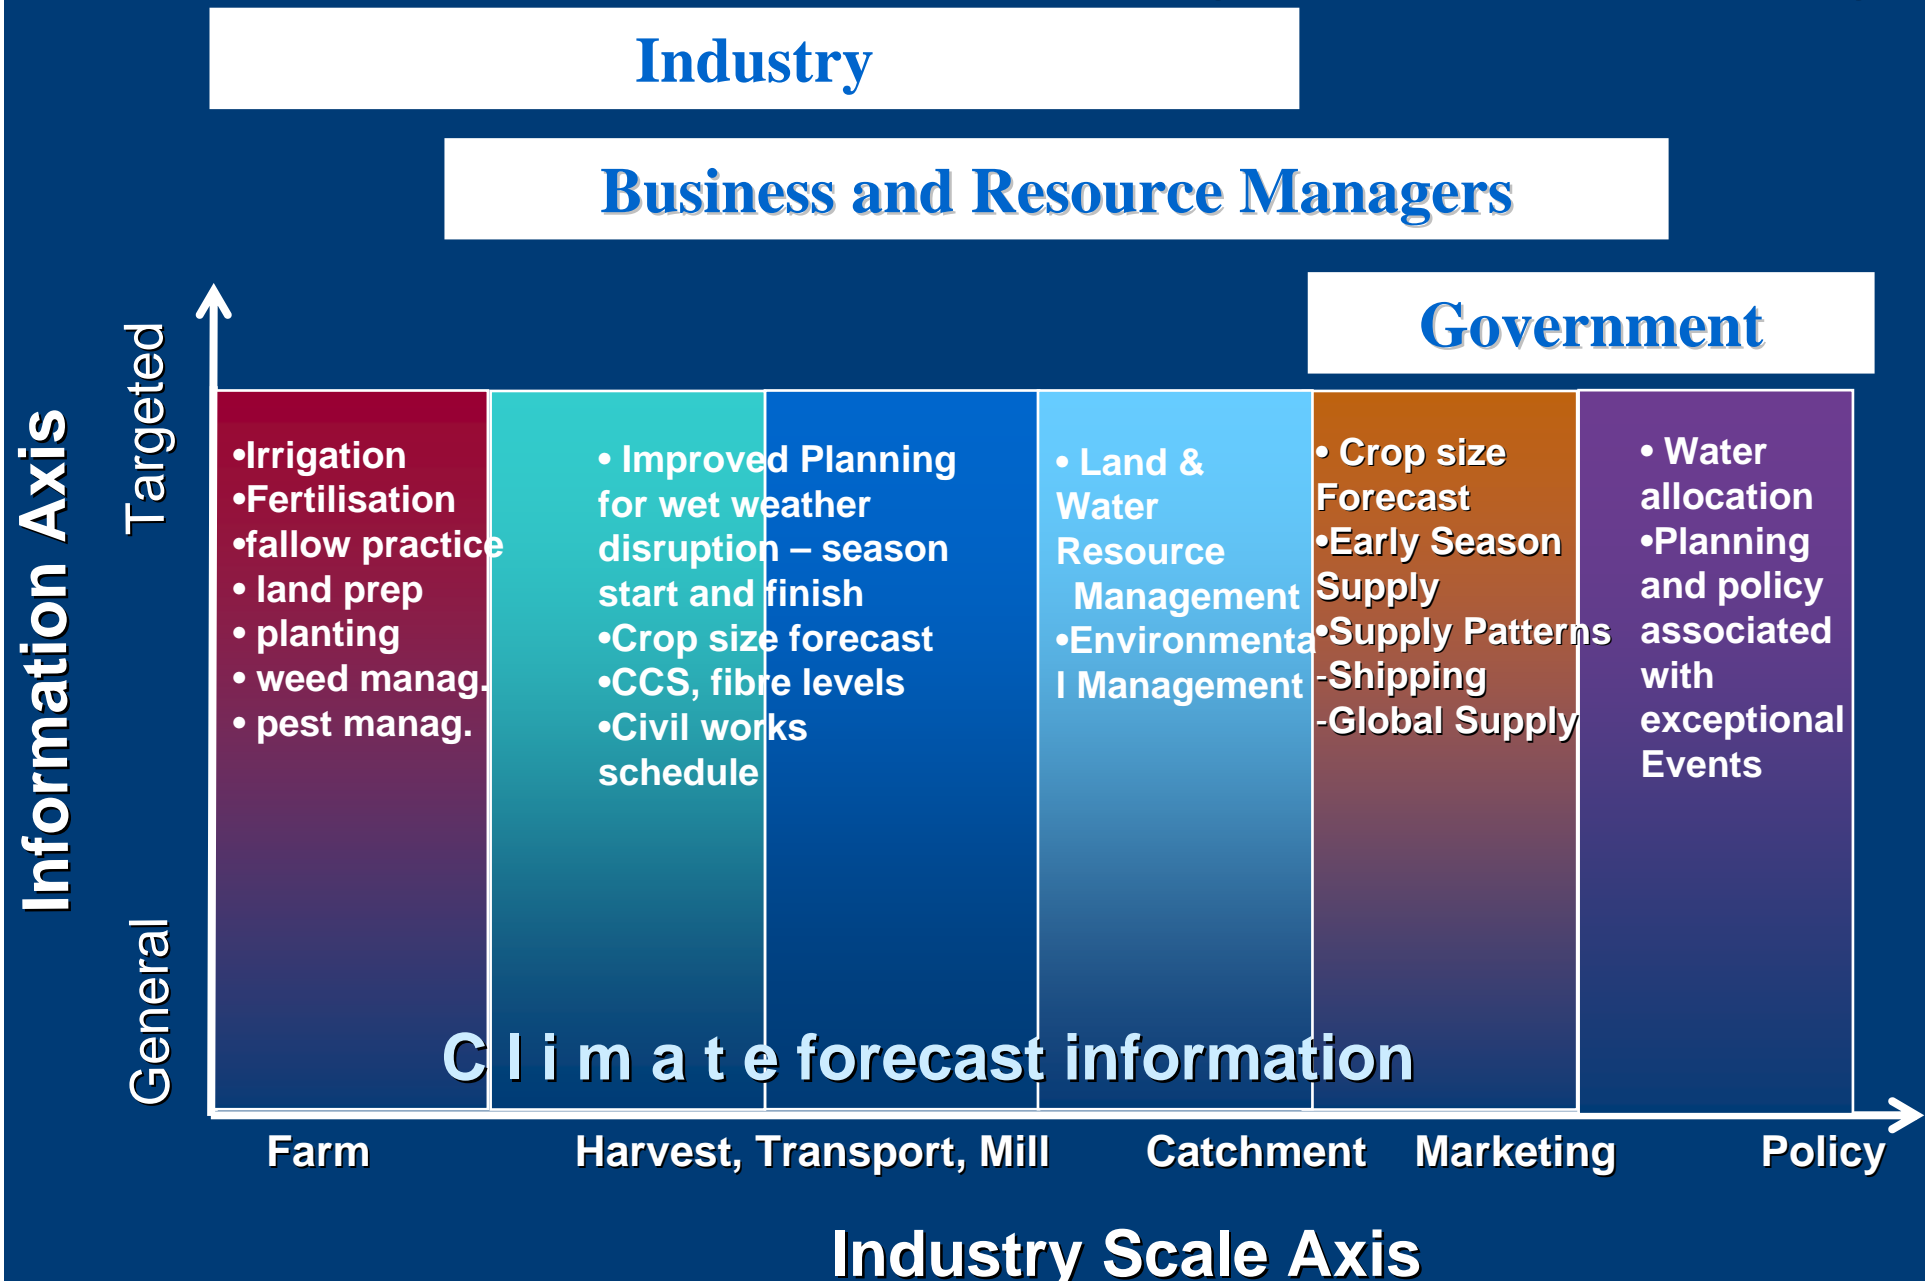 Industry
Business and Resource Managers
Government
Information Axis
Targeted
General
•Irrigation
•Fertilisation
•fallow practice
• land prep
• planting
• weed manag.
• pest manag.
• Improved Planning
for wet weather
disruption – season
start and finish
•Crop size forecast
•CCS, fibre levels
•Civil works
schedule
• Land &
Water
Resource
Management
•Environmenta
l Management
• Crop size
Forecast
•Early Season
Supply
•Supply Patterns
-Shipping
-Global Supply
• Water
allocation
•Planning
and policy
associated
with
exceptional
Events
C l i m a t e forecast information
Farm
Harvest, Transport, Mill
Catchment
Marketing
Policy
Industry Scale Axis